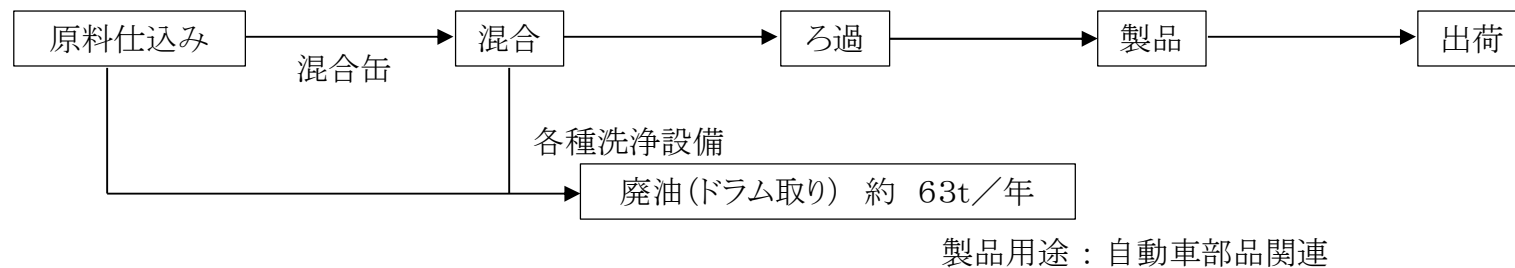 原料仕込み
混合缶
混合
ろ過
製品
出荷
各種洗浄設備
廃油(ドラム取り) 約 63t/年
製品用途:自動車部品関連